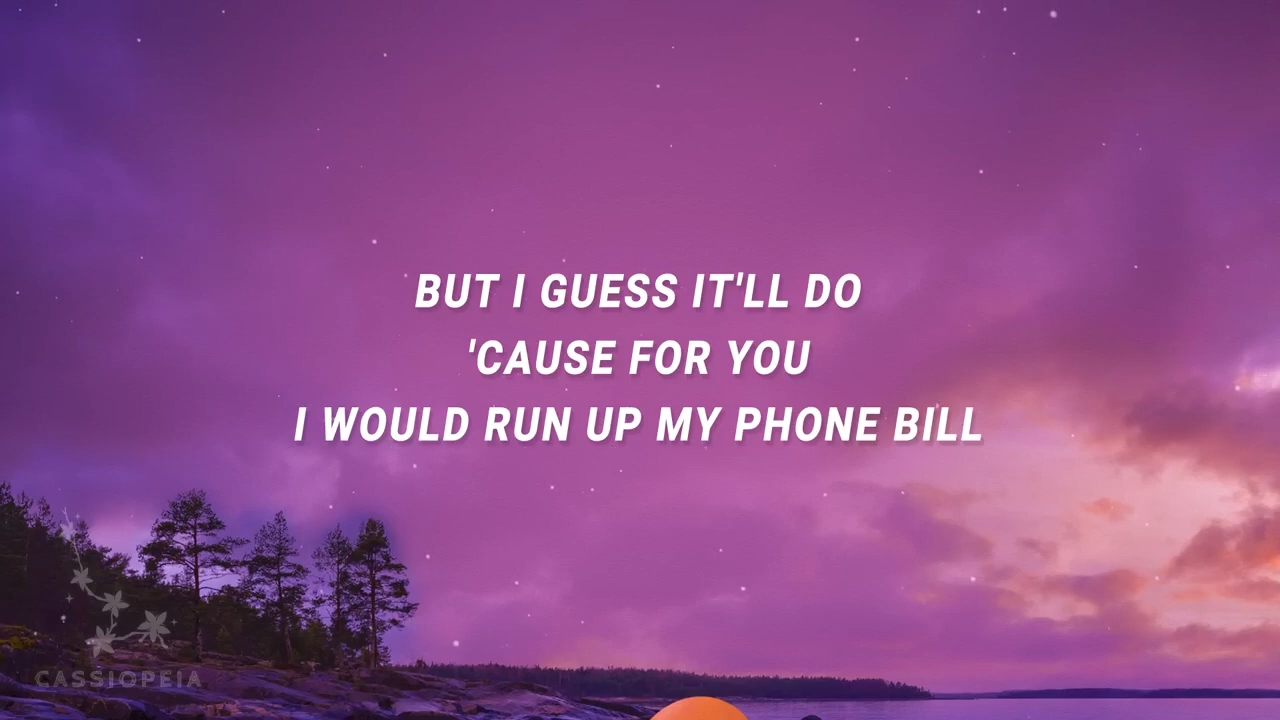 BUT I GUESS IT'LL DO
'CAUSE FOR YOU
I WOULD RUN UP MY PHONE BILL
CASSIOPEIA